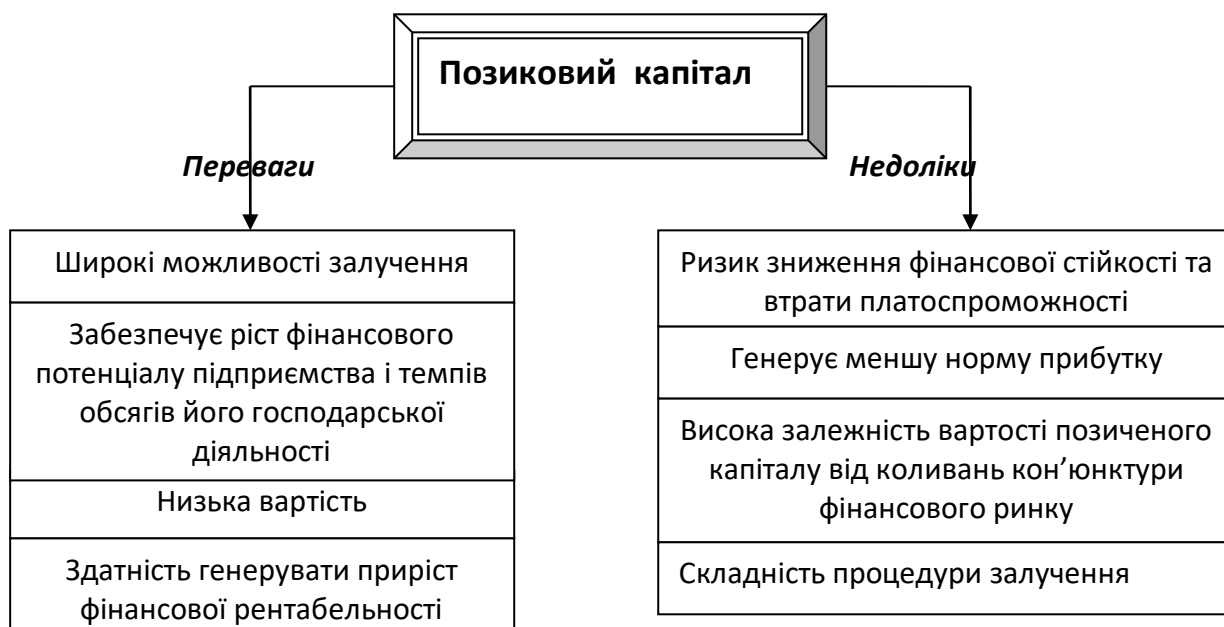 Позиковий капітал
Переваги
Недоліки
Широкі можливості залучення
Забезпечує ріст фінансового
потенціалу підприємства і темпів
обсягів його господарської
діяльності
Низька вартість
Здатність генерувати приріст
фінансової рентабельності
Ризик зниження фінансової стійкості та
втрати платоспроможності
Генерує меншу норму прибутку
Висока залежність вартості позиченого
капіталу від коливань кон’юнктури
фінансового ринку
Складність процедури залучення